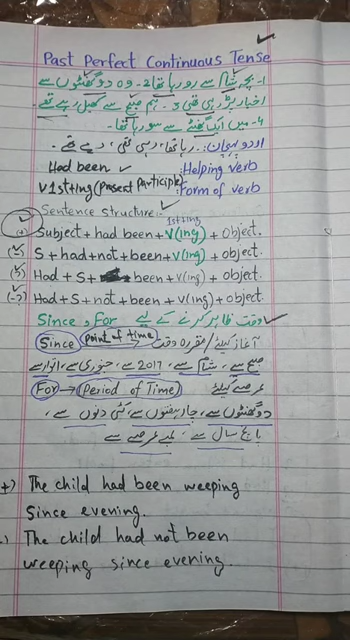 Past Perfect Continuous Tense
1- بچہ شام سے رو رہا تھا 2- وہ دو گھنٹوں سے
اخبار پڑھ رہی تھی 3- ہم صبح سے کھیل رہے تھے
4- میں ایک گھنٹے سے سو رہا تھا-
اردو پہچان:- رہا تھا، رہی تھی، رہے تھے-
Had been :Helping verb
V1st+ing(Present Participle):Form of verb
Sentence structure:-
1st+ing
(+) Subject+had been+V(ing)+Object.
(-) S+had+not+been+V(ing)+Object.
(?) Had+S+been+v(ing)+object.
(-?) Had+S+not+been+v(ing)+object.
Since, For وقت ظاہر کرنے کے لیے
Since (point of time) آغاز کیلئے / مقررہ وقت
صبح سے، شام سے، 2017 سے، جنوری سے، اتوار سے
For → (Period of Time) عرصے کیلئے
دو گھنٹوں سے، چار ہفتوں سے، کئی دنوں سے،
پانچ سال سے، لمبے عرصے سے
+) The child had been weeping
since evening.
The child had not been
weeping since evening.